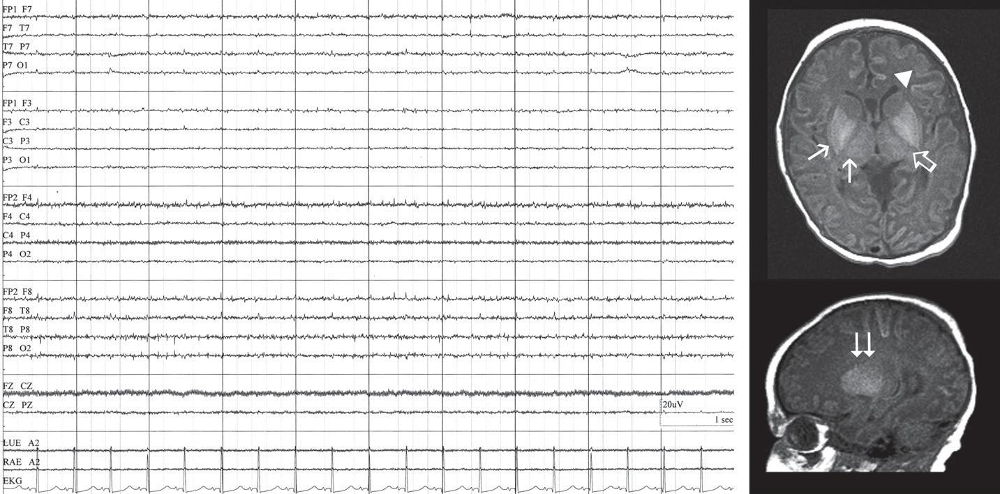 FP1 F7
F7 T7
T7 P7
P7 O1
FP1 F3
F3 C3
C3 P3
P3 O1
FP2 F4
F4 C4
C4 P4
P4 O2
FP2 F8
F8 T8
T8 P8
P8 O2
FZ CZ
CZ PZ
20uV
1 sec
LUE A2
RAE A2
EKG